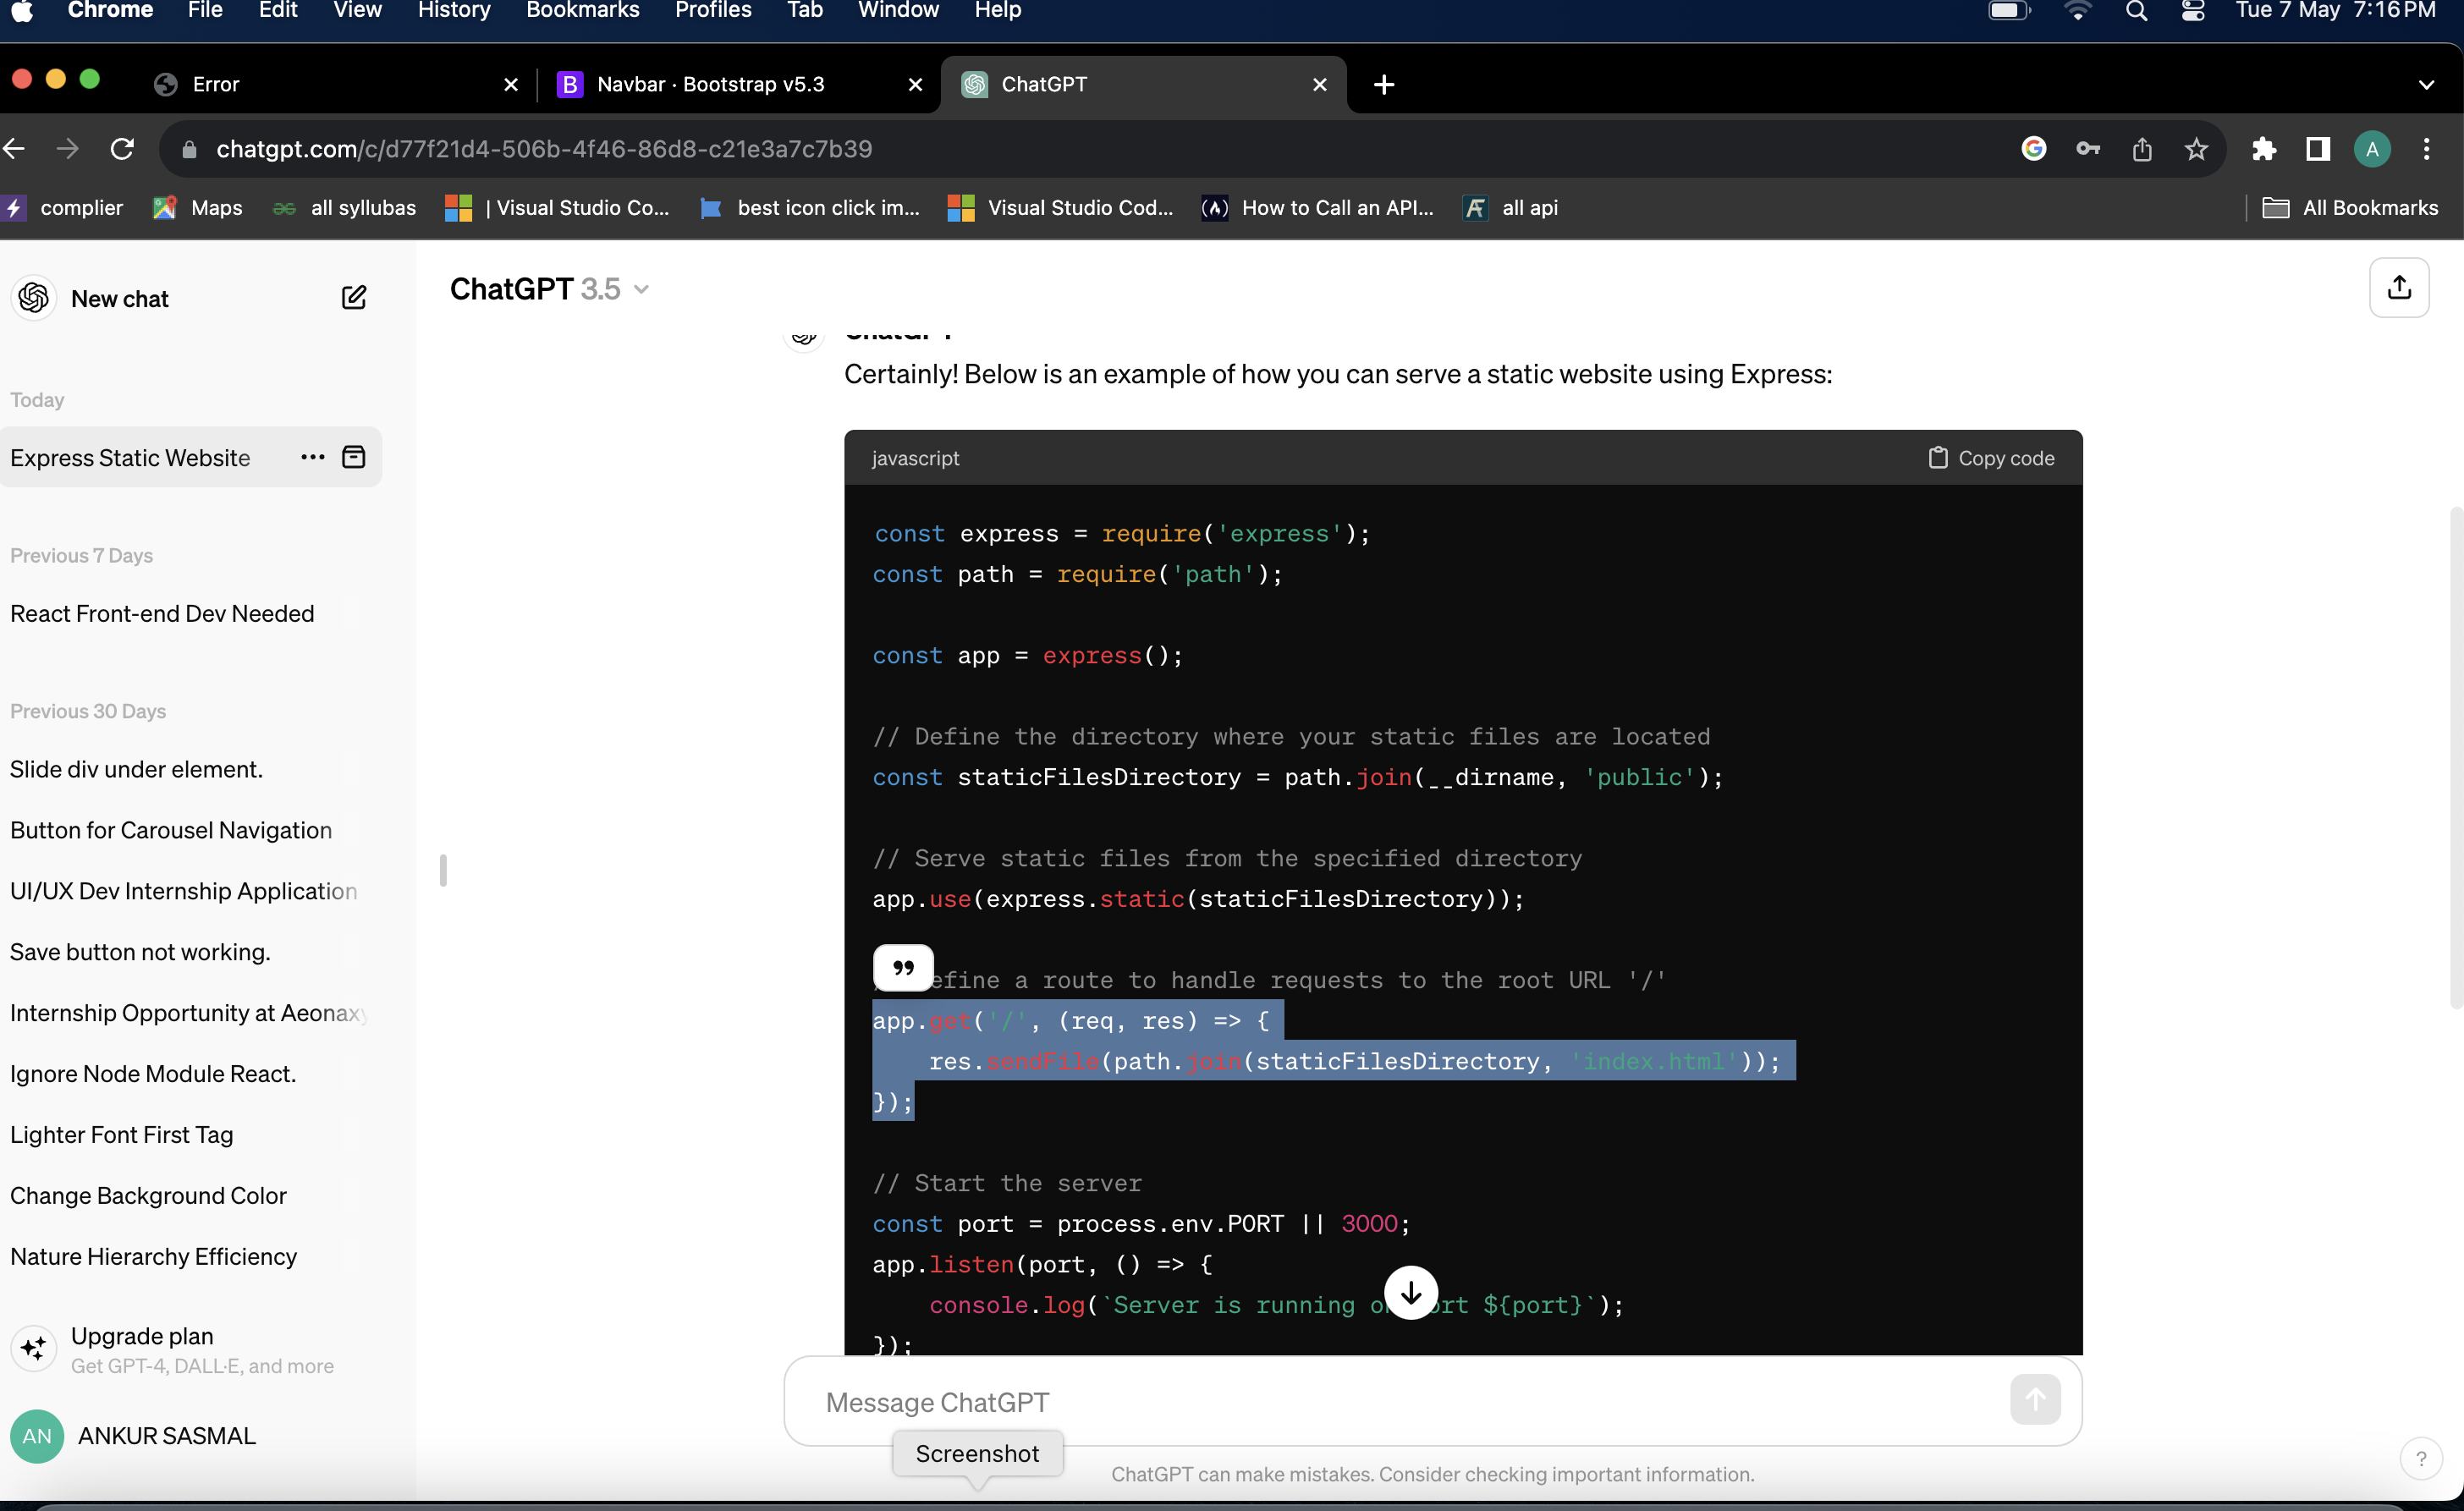 Chrome File Edit View History Bookmarks Profiles Tab Window Help Tue 7 May 7:16 PM
Error B Navbar · Bootstrap v5.3 ChatGPT
chatgpt.com/c/d77f21d4-506b-4f46-86d8-c21e3a7c7b39 A
complier Maps all syllubas | Visual Studio Co... best icon click im... Visual Studio Cod... How to Call an API... all api All Bookmarks
New chat
ChatGPT 3.5
Today
Express Static Website
Previous 7 Days
React Front-end Dev Needed
Previous 30 Days
Slide div under element.
Button for Carousel Navigation
UI/UX Dev Internship Application
Save button not working.
Internship Opportunity at Aeonaxy
Ignore Node Module React.
Lighter Font First Tag
Change Background Color
Nature Hierarchy Efficiency
Upgrade plan
Get GPT-4, DALL·E, and more
AN ANKUR SASMAL
ChatGPT
Certainly! Below is an example of how you can serve a static website using Express:
javascript Copy code
const express = require('express');
const path = require('path');
const app = express();
// Define the directory where your static files are located
const staticFilesDirectory = path.join(__dirname, 'public');
// Serve static files from the specified directory
app.use(express.static(staticFilesDirectory));
efine a route to handle requests to the root URL '/'
app.get('/', (req, res) => {
    res.sendFile(path.join(staticFilesDirectory, 'index.html'));
});
// Start the server
const port = process.env.PORT || 3000;
app.listen(port, () => {
    console.log(`Server is running on port ${port}`);
});
Message ChatGPT
Screenshot
ChatGPT can make mistakes. Consider checking important information.
?